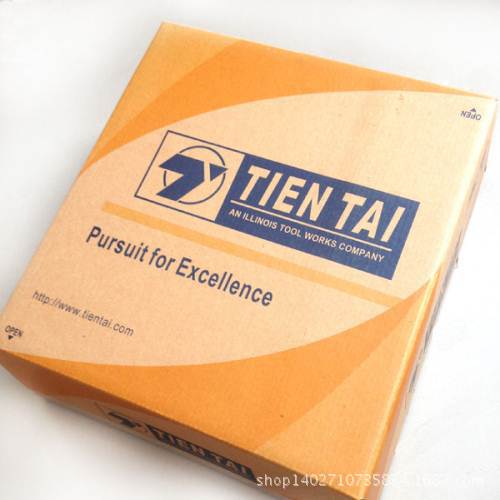 OPEN
TIEN TAI
AN ILLINOIS TOOL WORKS COMPANY
Pursuit for Excellence
http://www.tientai.com
OPEN
TIEN TAI